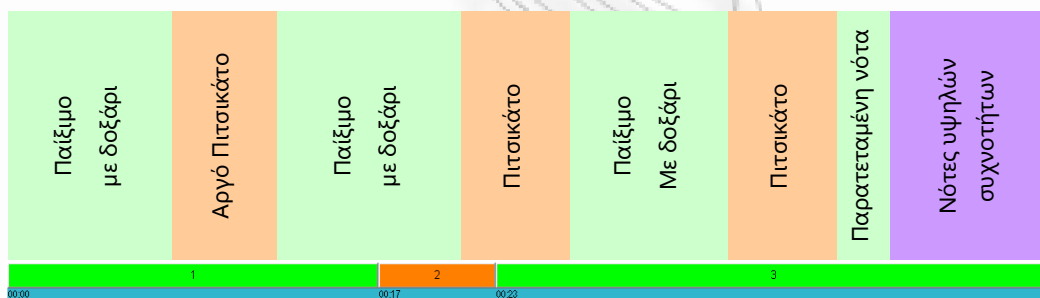 Παίξιμο
με δοξάρι
Αργό Πιτσικάτο
Παίξιμο
με δοξάρι
Πιτσικάτο
Παίξιμο
Με δοξάρι
Πιτσικάτο
Παρατεταμένη νότα
Νότες υψηλών
συχνοτήτων
1
2
3
00:00
00:17
00:23